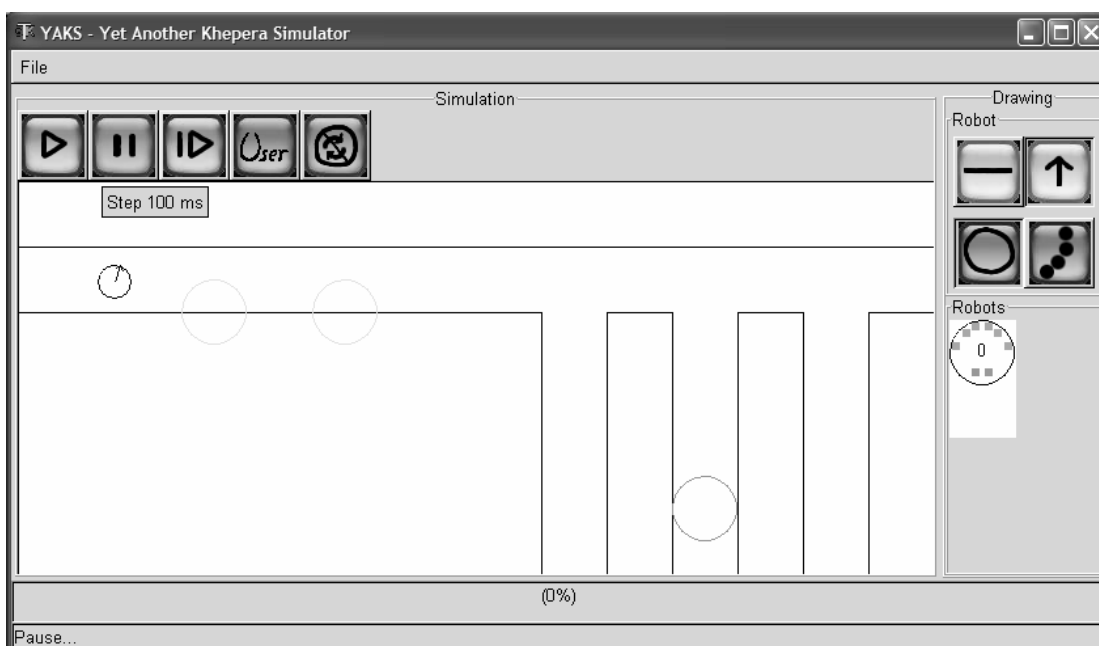 YAKS - Yet Another Khepera Simulator
File
Simulation
User
Step 100 ms
Drawing
Robot
Robots
0
(0%)
Pause...